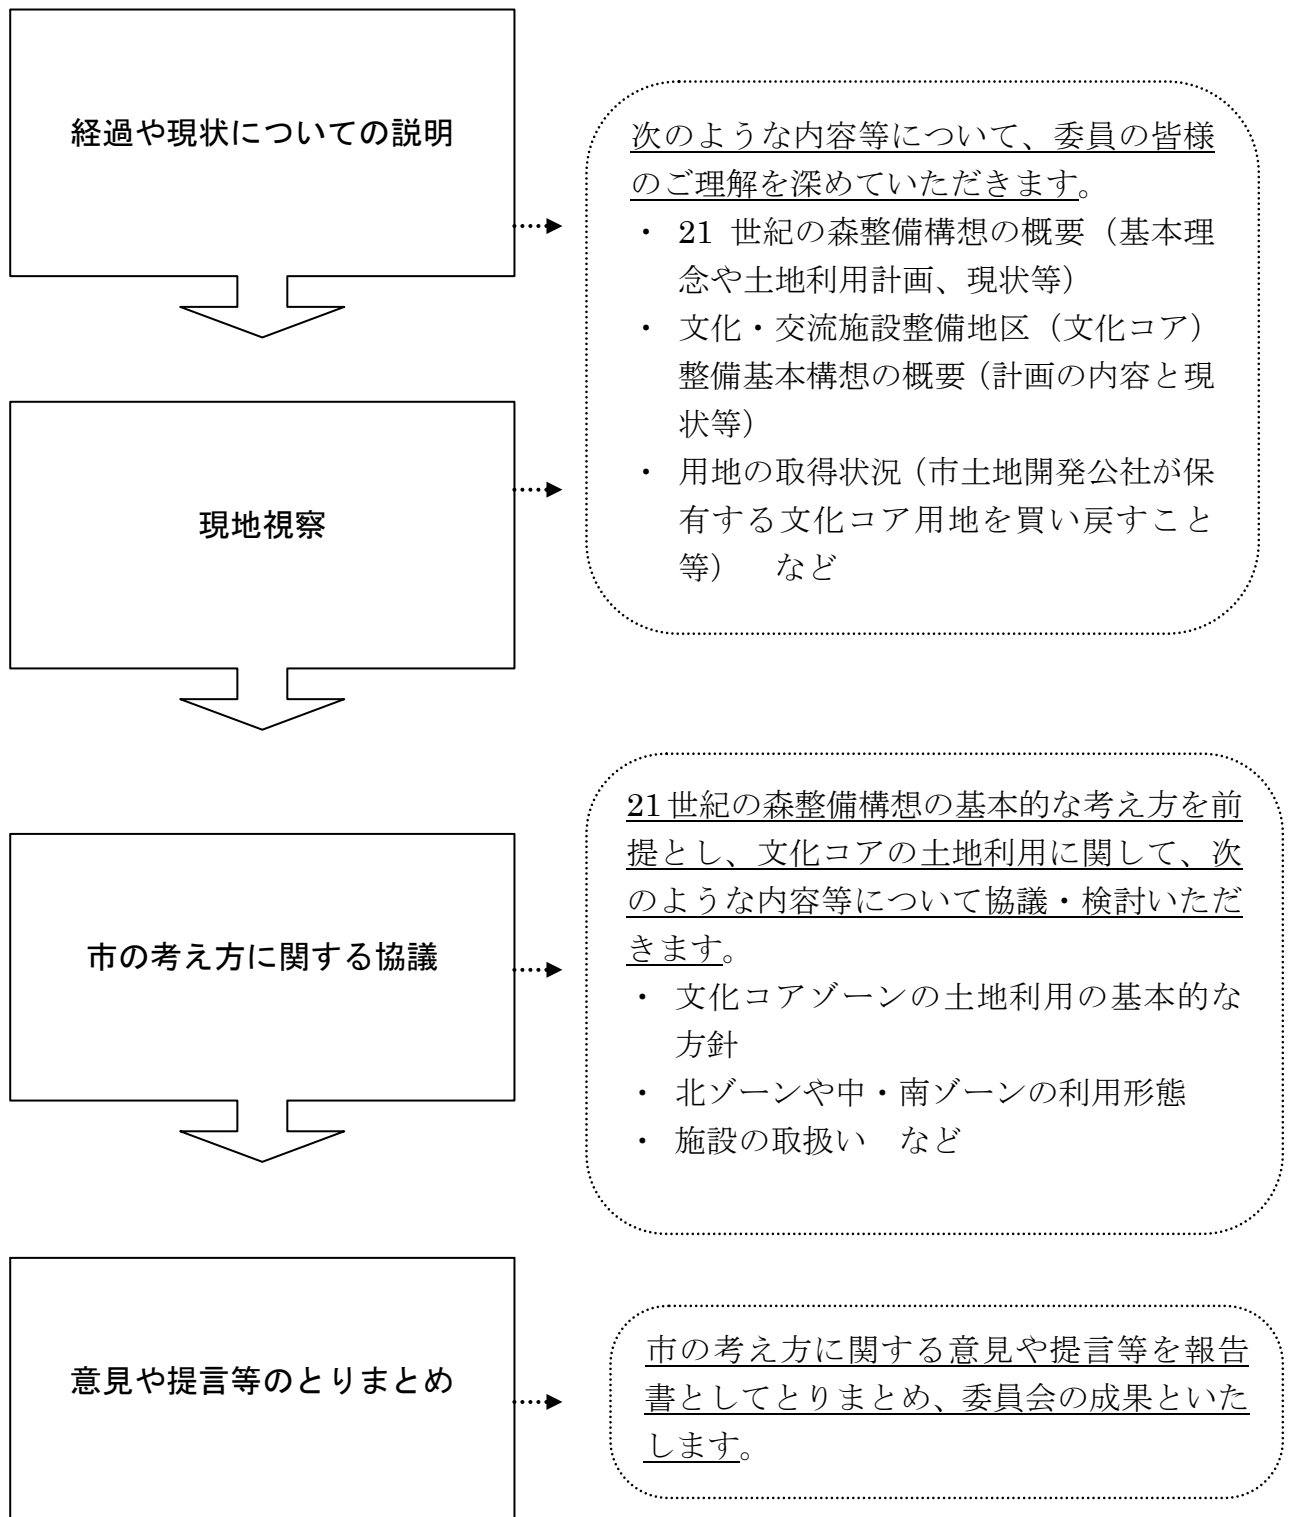 経過や現状についての説明
次のような内容等について、委員の皆様
のご理解を深めていただきます。
・ 21 世紀の森整備構想の概要（基本理
念や土地利用計画、現状等）
・ 文化・交流施設整備地区（文化コア）
整備基本構想の概要（計画の内容と現
状等）
・ 用地の取得状況（市土地開発公社が保
有する文化コア用地を買い戻すこと
等）　など
現地視察
市の考え方に関する協議
21世紀の森整備構想の基本的な考え方を前
提とし、文化コアの土地利用に関して、次
のような内容等について協議・検討いただ
きます。
・ 文化コアゾーンの土地利用の基本的な
方針
・ 北ゾーンや中・南ゾーンの利用形態
・ 施設の取扱い　など
意見や提言等のとりまとめ
市の考え方に関する意見や提言等を報告
書としてとりまとめ、委員会の成果といた
します。